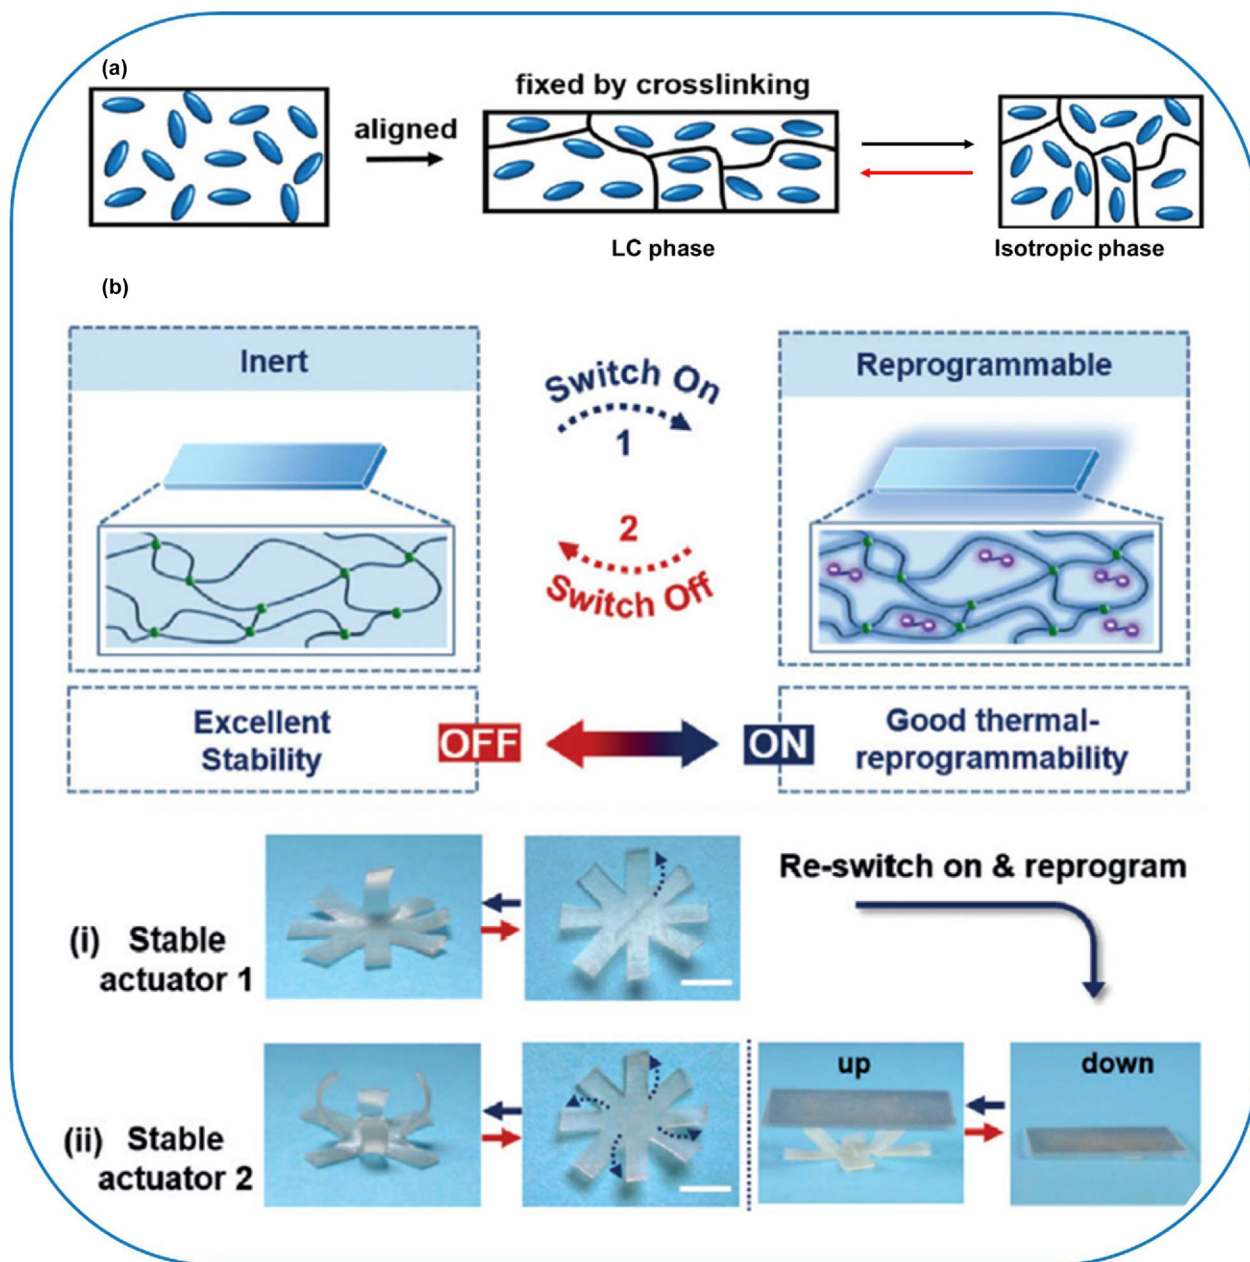 (a)
fixed by crosslinking
aligned
LC phase
Isotropic phase
(b)
Inert
Switch On
1
2
Switch Off
Reprogrammable
Excellent
Stability
OFF
ON
Good thermal-
reprogrammability
Re-switch on & reprogram
(i) Stable
actuator 1
(ii) Stable
actuator 2
up
down